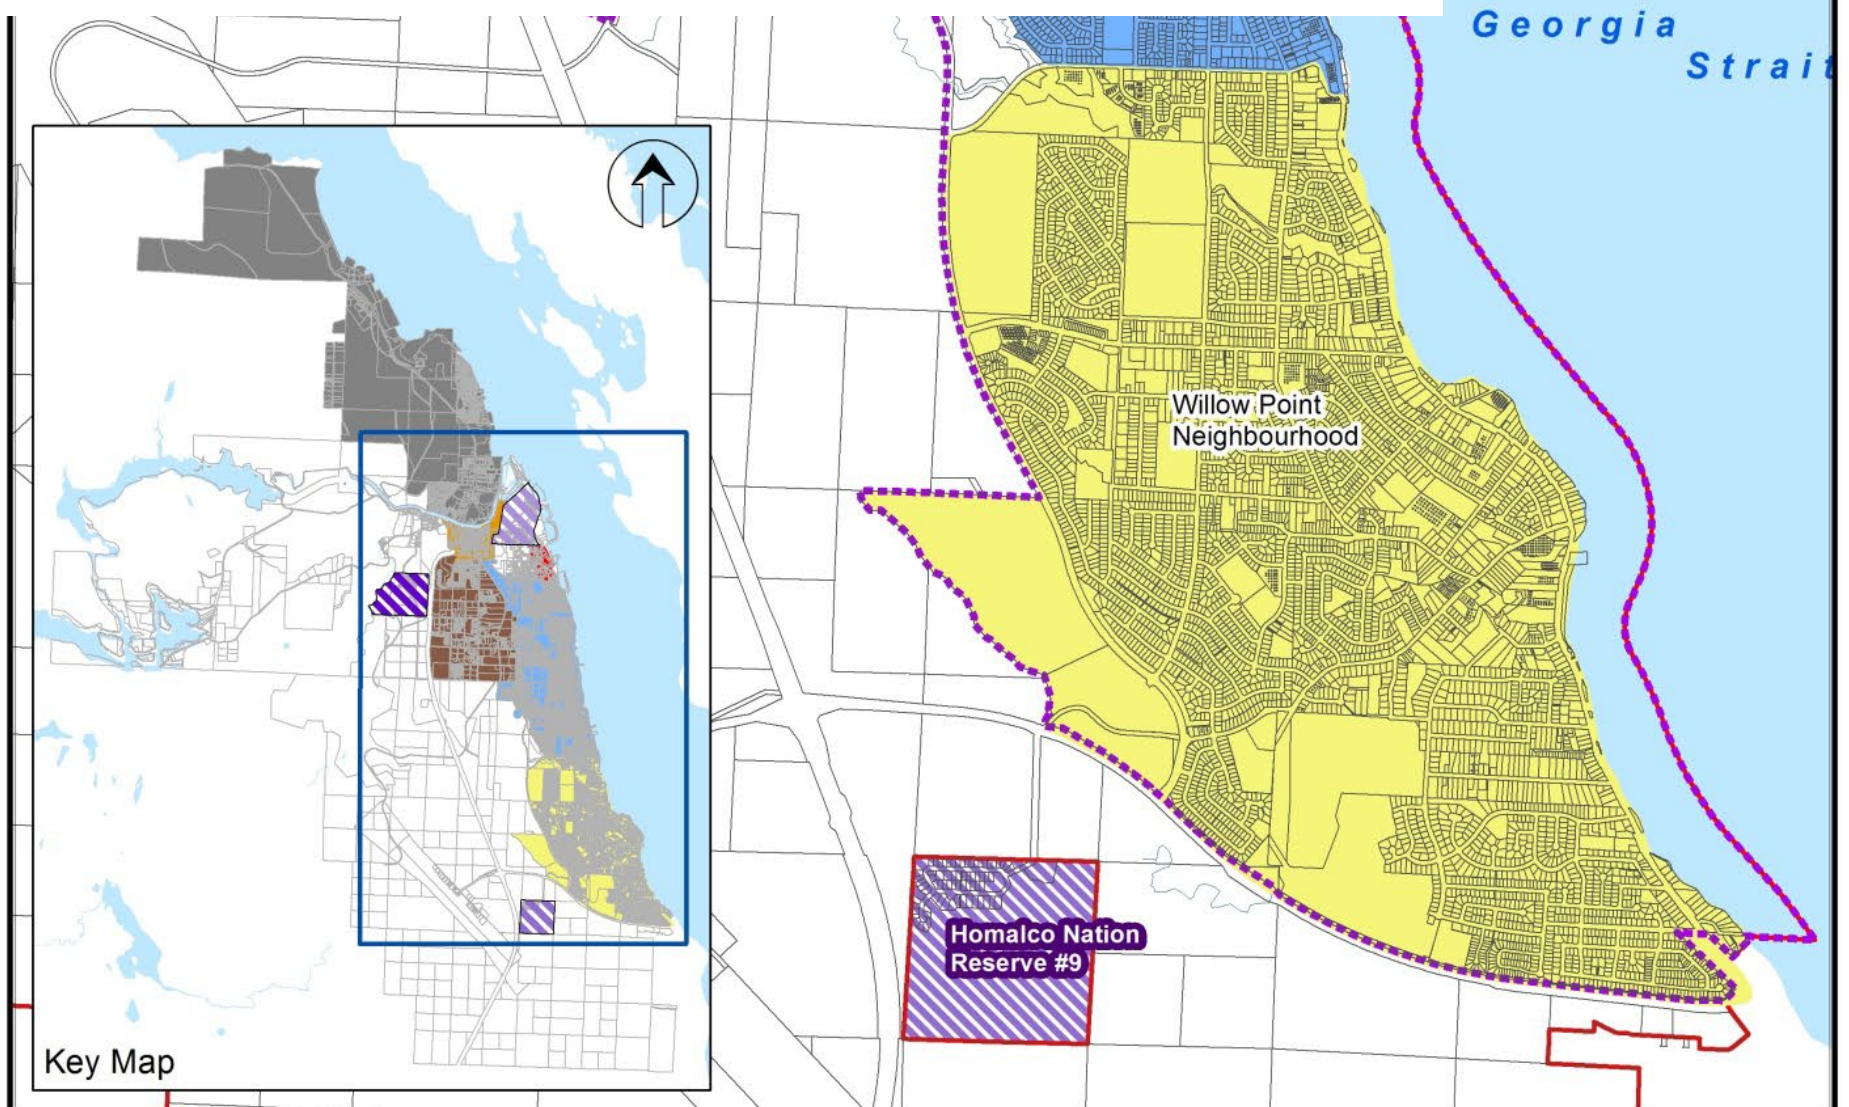 Georgia
Strait
Willow Point
Neighbourhood
Homalco Nation
Reserve #9
Key Map